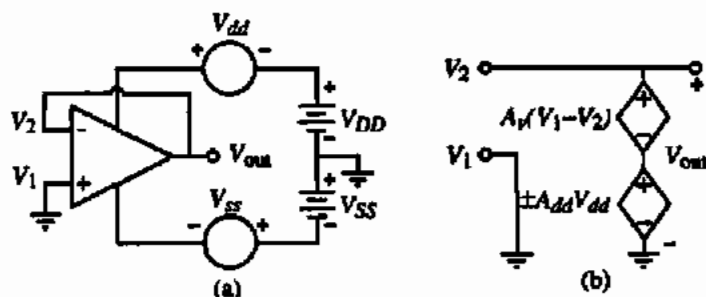 V_dd
+ -
V_2
-
V_1
+
V_out
+
V_DD
-
+
V_SS
-
V_ss
- +
(a)
V_2
+
A_v(V_1-V_2)
+
-
V_1
V_out
±A_dd V_dd
+
-
-
(b)